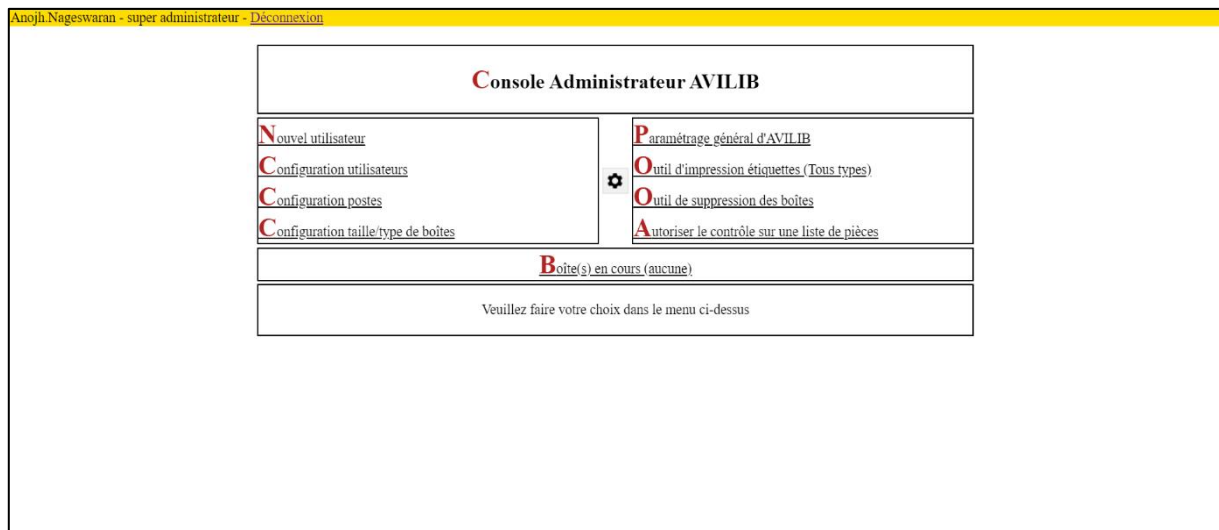 Anojh.Nageswaran - super administrateur - Déconnexion
Console Administrateur AVILIB
Nouvel utilisateur
Configuration utilisateurs
Configuration postes
Configuration taille/type de boîtes
Paramétrage général d'AVILIB
Outil d'impression étiquettes (Tous types)
Outil de suppression des boîtes
Autoriser le contrôle sur une liste de pièces
Boîte(s) en cours (aucune)
Veuillez faire votre choix dans le menu ci-dessus